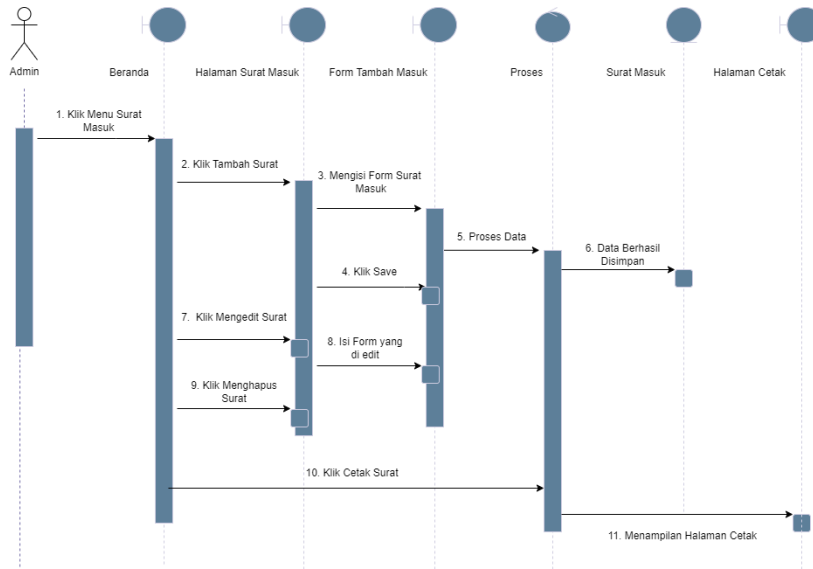 Admin
Beranda
Halaman Surat Masuk
Form Tambah Masuk
Proses
Surat Masuk
Halaman Cetak
1. Klik Menu Surat
Masuk
2. Klik Tambah Surat
3. Mengisi Form Surat
Masuk
5. Proses Data
6. Data Berhasil
Disimpan
4. Klik Save
7. Klik Mengedit Surat
8. Isi Form yang
di edit
9. Klik Menghapus
Surat
10. Klik Cetak Surat
11. Menampilan Halaman Cetak